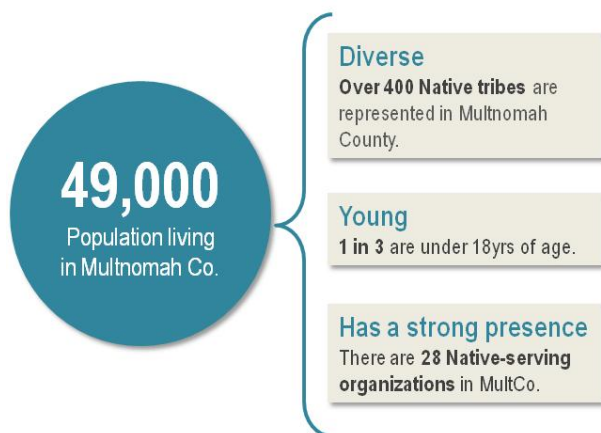 49,000
Population living
in Multnomah Co.
Diverse
Over 400 Native tribes are
represented in Multnomah
County.
Young
1 in 3 are under 18yrs of age.
Has a strong presence
There are 28 Native-serving
organizations in MultCo.